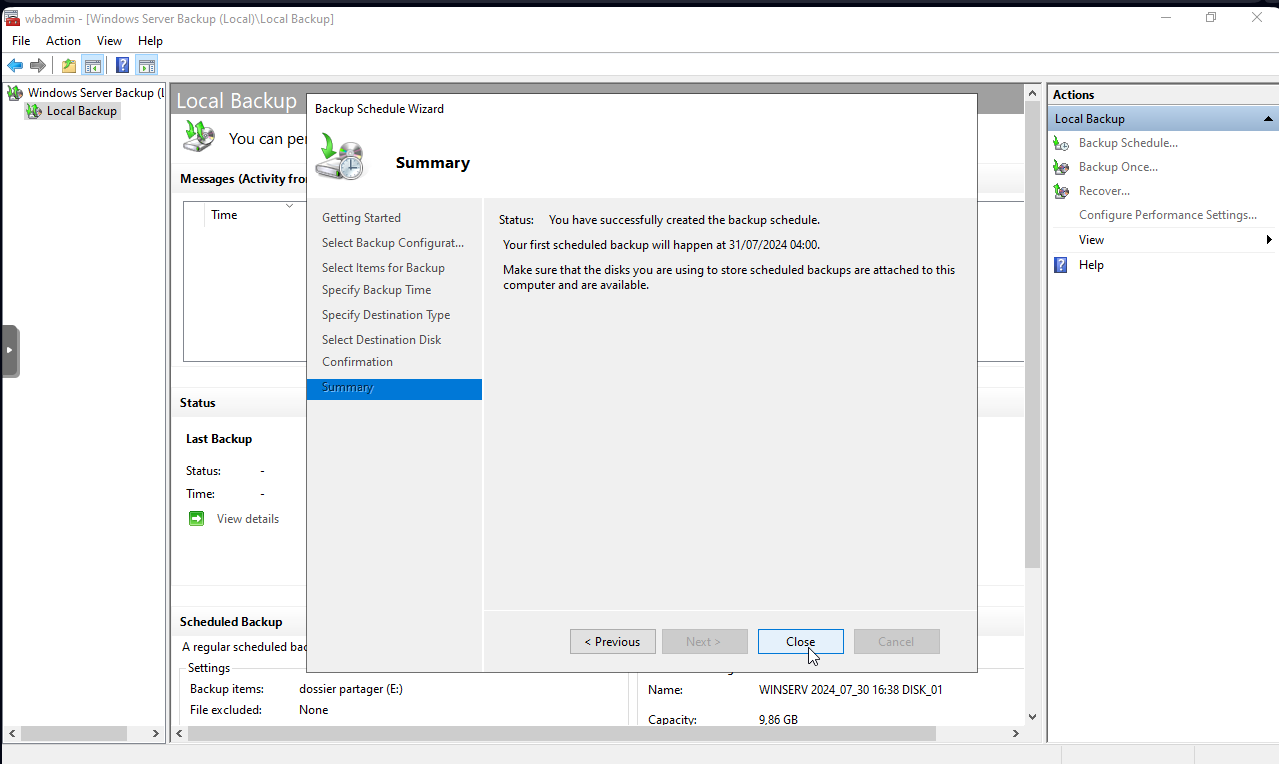 wbadmin - [Windows Server Backup (Local)\Local Backup]
File Action View Help
Windows Server Backup (L
Local Backup
Local Backup
You can per
Messages (Activity fro
Time
Status
Last Backup
Status: -
Time: -
View details
Scheduled Backup
A regular scheduled bac
Settings
Backup items: dossier partager (E:)
File excluded: None
Name: WINSERV 2024_07_30 16:38 DISK_01
Capacity: 9,86 GB
Backup Schedule Wizard
Summary
Getting Started
Select Backup Configurat...
Select Items for Backup
Specify Backup Time
Specify Destination Type
Select Destination Disk
Confirmation
Summary
Status: You have successfully created the backup schedule.
Your first scheduled backup will happen at 31/07/2024 04:00.
Make sure that the disks you are using to store scheduled backups are attached to this
computer and are available.
< Previous Next > Close Cancel
Actions
Local Backup
Backup Schedule...
Backup Once...
Recover...
Configure Performance Settings...
View
Help